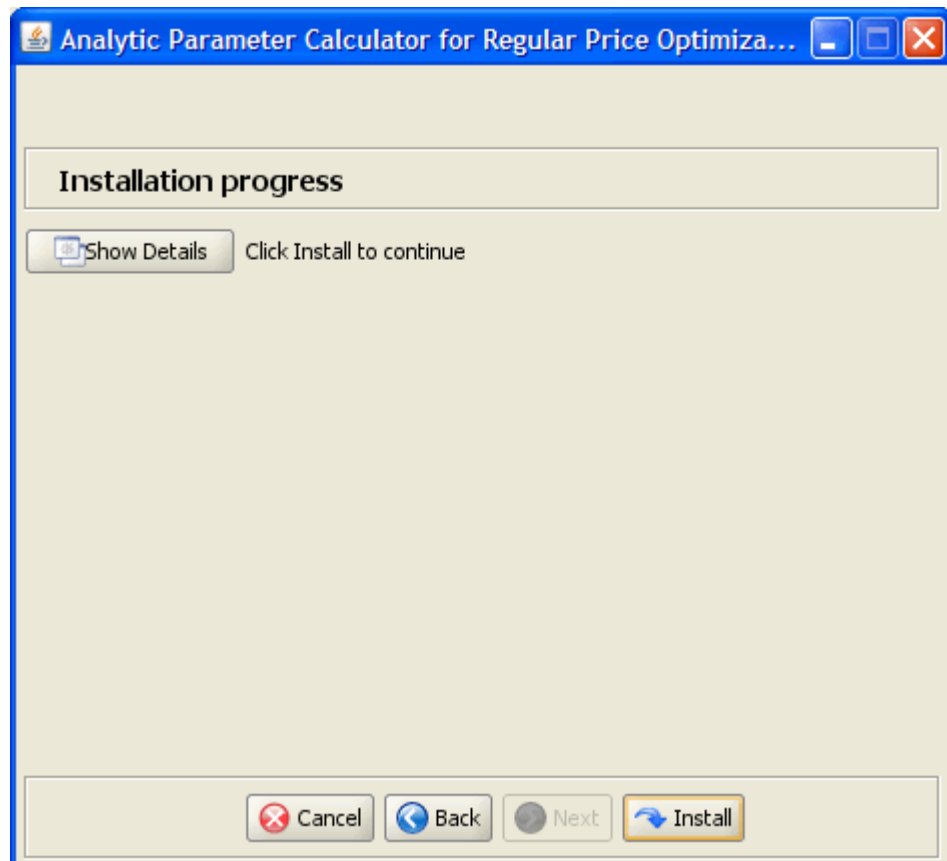 Analytic Parameter Calculator for Regular Price Optimiza...
Installation progress
Show Details Click Install to continue
Cancel Back Next Install